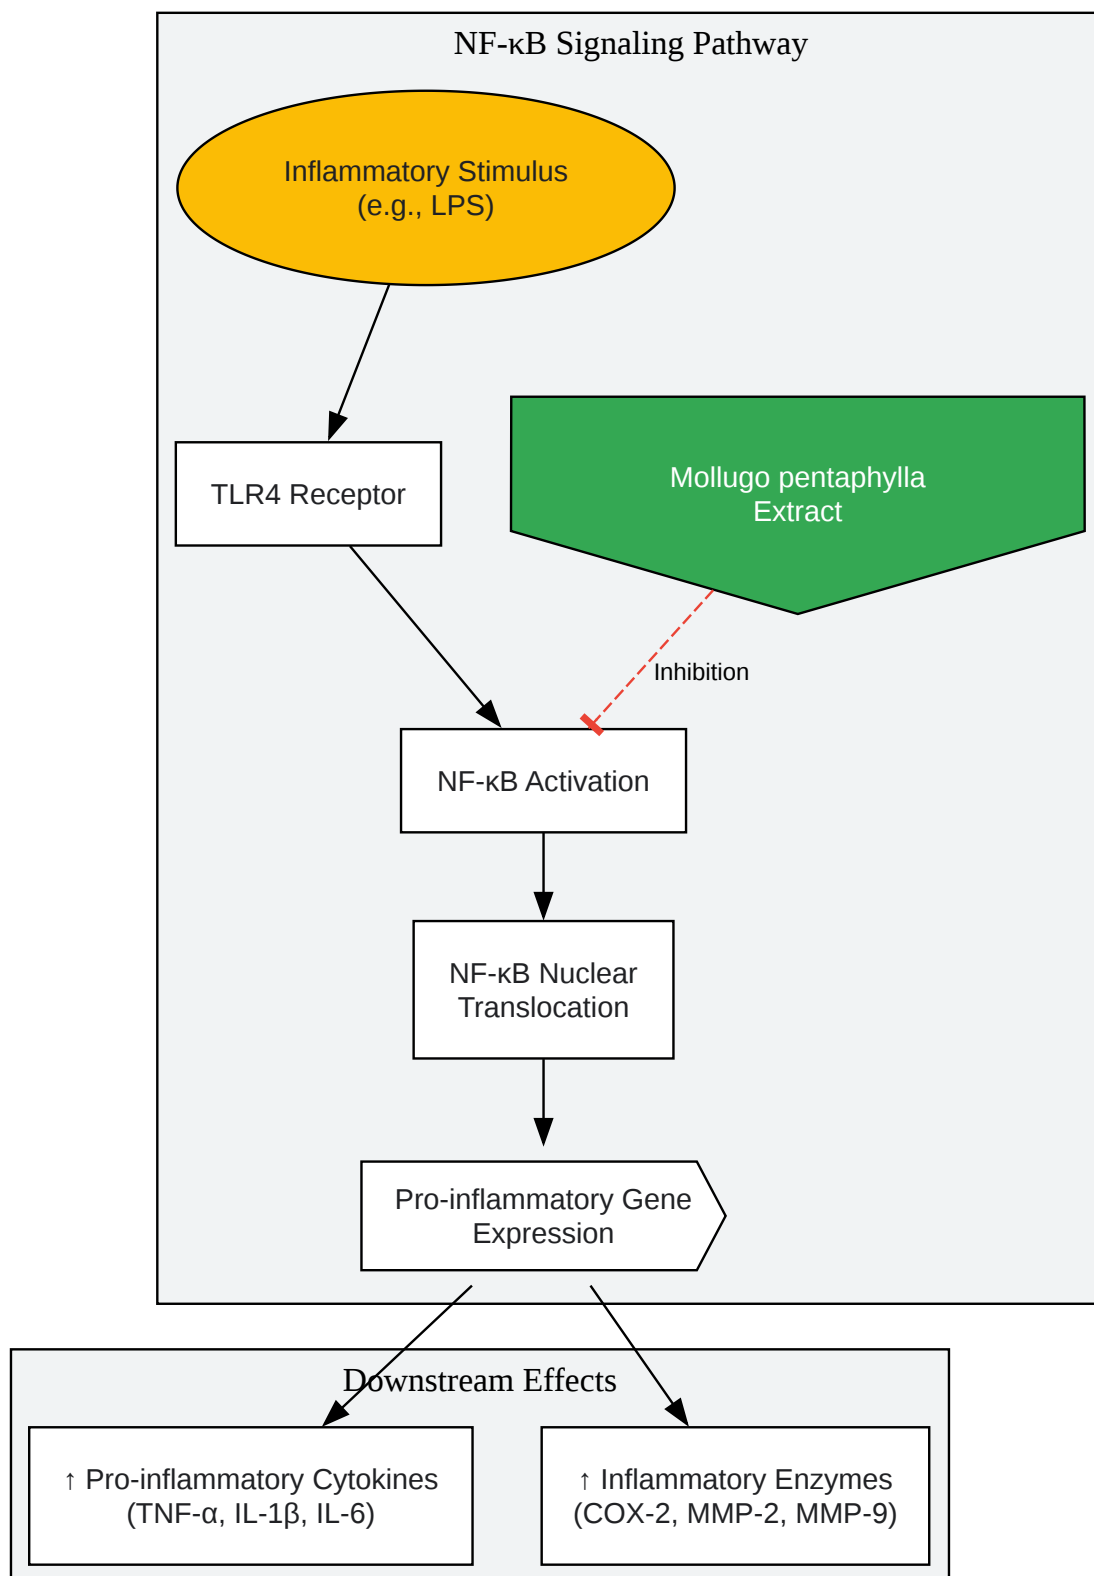 NF-κB Signaling Pathway
Inflammatory Stimulus
(e.g., LPS)
TLR4 Receptor
Mollugo pentaphylla
Extract
Inhibition
NF-κB Activation
NF-κB Nuclear
Translocation
Pro-inflammatory Gene
Expression
Downstream Effects
↑ Pro-inflammatory Cytokines
(TNF-α, IL-1β, IL-6)
↑ Inflammatory Enzymes
(COX-2, MMP-2, MMP-9)